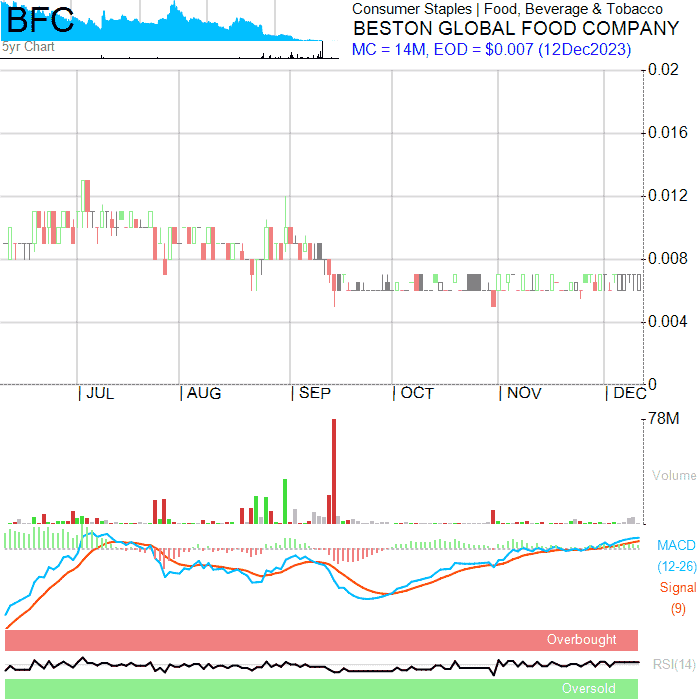 BFC
5yr Chart
Consumer Staples | Food, Beverage & Tobacco
BESTON GLOBAL FOOD COMPANY
MC = 14M, EOD = $0.007 (12Dec2023)
0.02
0.016
0.012
0.008
0.004
0
| JUL | AUG | SEP | OCT | NOV | DEC
78M
Volume
MACD
(12-26)
Signal
(9)
Overbought
RSI(14)
Oversold